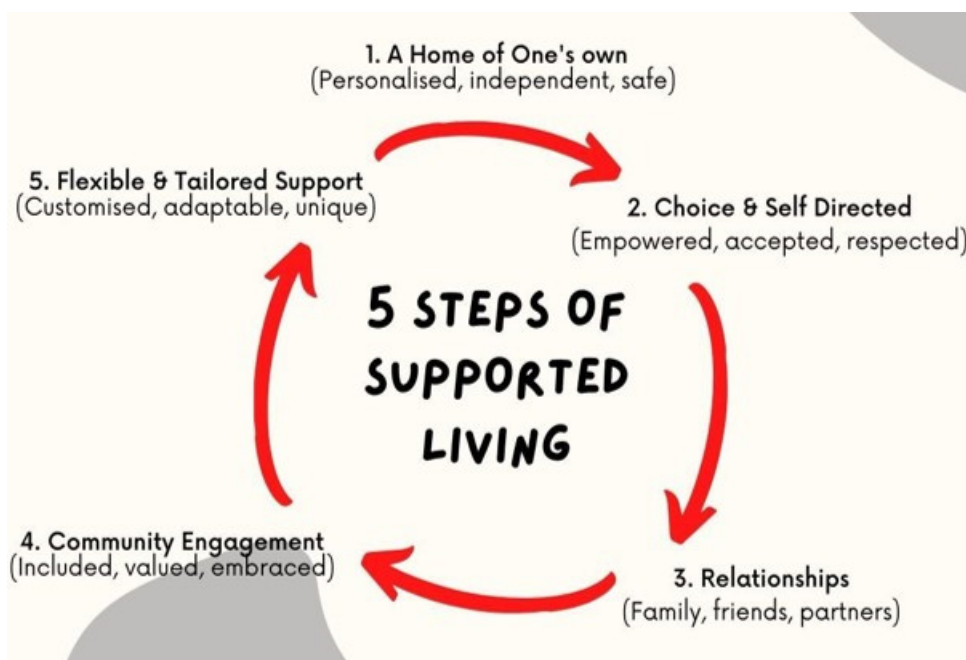 1. A Home of One's own
(Personalised, independent, safe)
2. Choice & Self Directed
(Empowered, accepted, respected)
3. Relationships
(Family, friends, partners)
4. Community Engagement
(Included, valued, embraced)
5. Flexible & Tailored Support
(Customised, adaptable, unique)
5 STEPS OF
SUPPORTED
LIVING